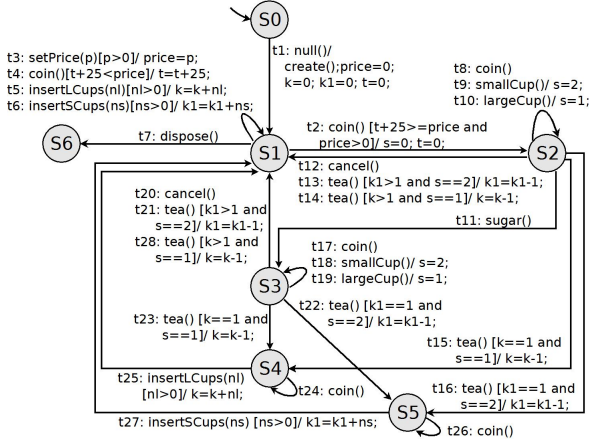 S0
t1: null()/
create();price=0;
k=0; k1=0; t=0;
t3: setPrice(p)[p>0]/ price=p;
t4: coin()[t+25<price]/ t=t+25;
t5: insertLCups(nl)[nl>0]/ k=k+nl;
t6: insertSCups(ns)[ns>0]/ k1=k1+ns;
t8: coin()
t9: smallCup()/ s=2;
t10: largeCup()/ s=1;
S6
t7: dispose()
S1
t2: coin() [t+25>=price and
price>0]/ s=0; t=0;
S2
t12: cancel()
t13: tea() [k1>1 and s==2]/ k1=k1-1;
t14: tea() [k>1 and s==1]/ k=k-1;
t11: sugar()
t20: cancel()
t21: tea() [k1>1 and
s==2]/ k1=k1-1;
t28: tea() [k>1 and
s==1]/ k=k-1;
t17: coin()
t18: smallCup()/ s=2;
t19: largeCup()/ s=1;
S3
t22: tea() [k1==1 and
s==2]/ k1=k1-1;
t23: tea() [k==1 and
s==1]/ k=k-1;
t15: tea() [k==1 and
s==1]/ k=k-1;
S4
t25: insertLCups(nl)
[nl>0]/ k=k+nl;
t24: coin()
t16: tea() [k1==1 and
s==2]/ k1=k1-1;
S5
t27: insertSCups(ns) [ns>0]/ k1=k1+ns;
t26: coin()